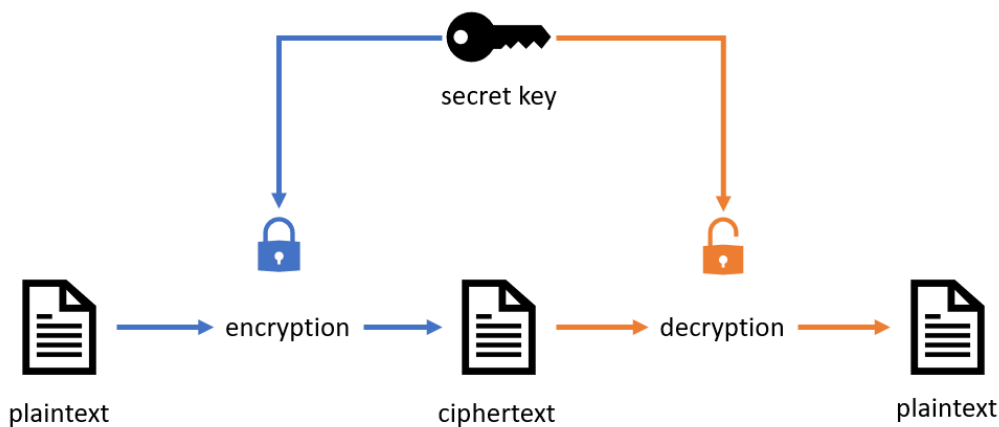 secret key
encryption
decryption
plaintext
ciphertext
plaintext